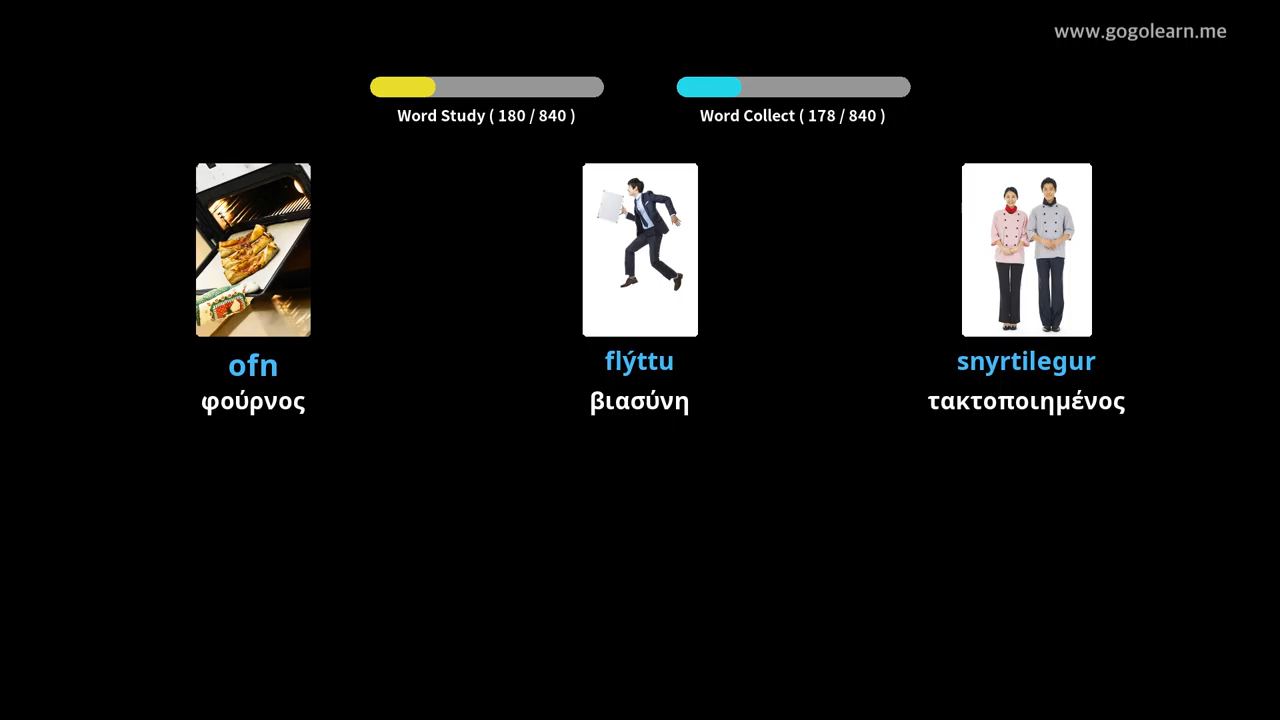 www.gogolearn.me
Word Study ( 180 / 840 )
Word Collect ( 178 / 840 )
ofn
flýttu
snyrtilegur
φούρνος
βιασύνη
τακτοποιημένος